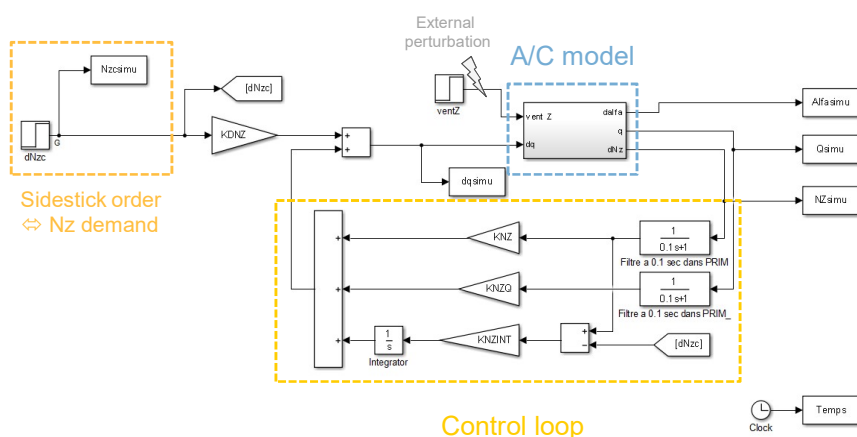 External
perturbation
A/C model
Nzcsimu
[dNzc]
dNzc
G
KDNZ
+
+
ventZ
vent Z
dq
dalfa
q
dNz
Alfasimu
Qsimu
NZsimu
dqsimu
Sidestick order
⇔ Nz demand
+
+
+
KNZ
1
0.1s+1
Filtre a 0.1 sec dans PRIM
KNZQ
1
0.1s+1
Filtre a 0.1 sec dans PRIM_
1
s
Integrator
KNZINT
+
−
[dNzc]
Control loop
Clock
Temps